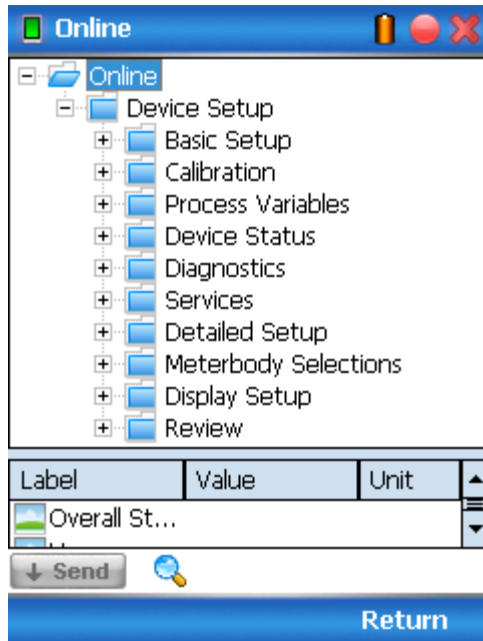 Online
Online
Device Setup
Basic Setup
Calibration
Process Variables
Device Status
Diagnostics
Services
Detailed Setup
Meterbody Selections
Display Setup
Review
Label Value Unit
Overall St...
Send
Return